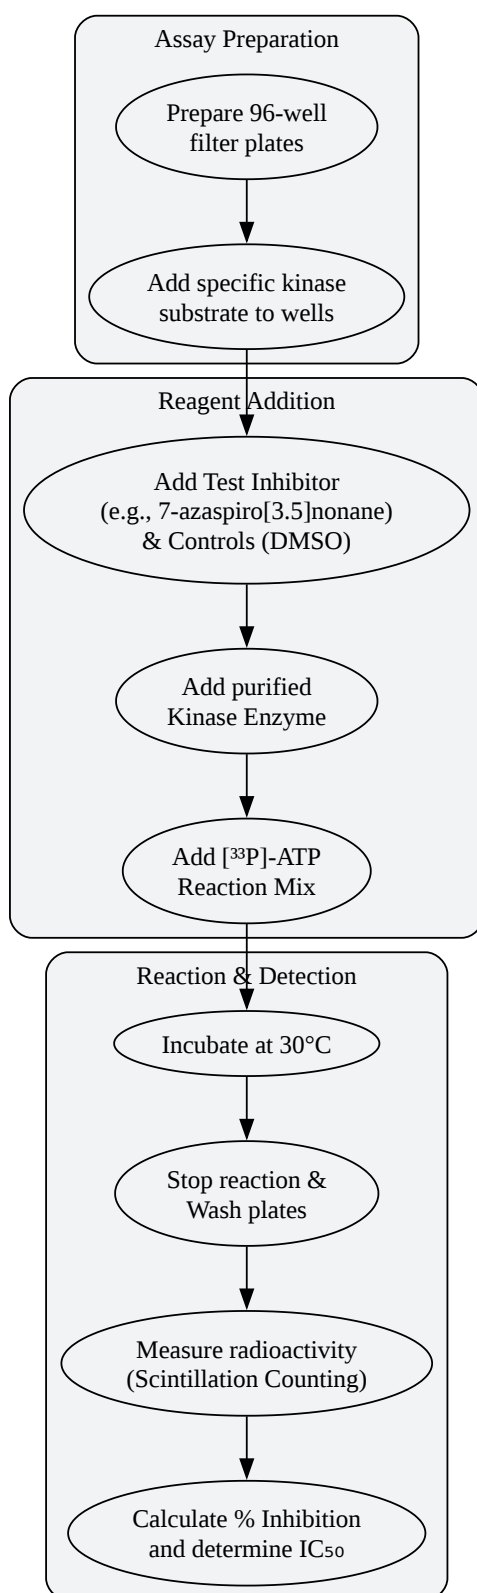 Assay Preparation
Prepare 96-well
filter plates
Add specific kinase
substrate to wells
Reagent Addition
Add Test Inhibitor
(e.g., 7-azaspiro[3.5]nonane)
& Controls (DMSO)
Add purified
Kinase Enzyme
Add [³³P]-ATP
Reaction Mix
Reaction & Detection
Incubate at 30°C
Stop reaction &
Wash plates
Measure radioactivity
(Scintillation Counting)
Calculate % Inhibition
and determine IC₅₀